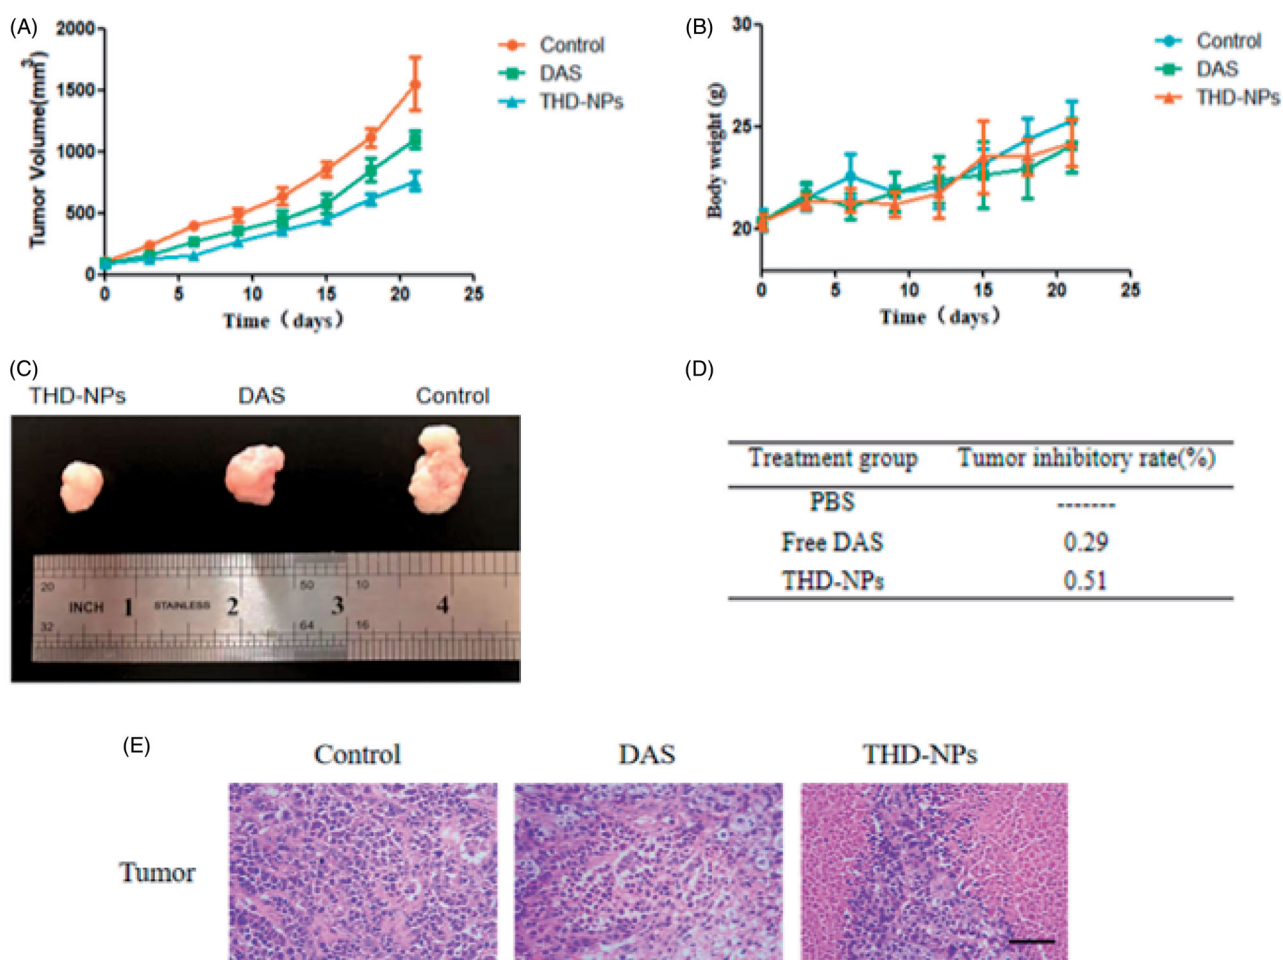 (A)
2000
1500
1000
500
0
Tumor Volume(mm3
0 5 10 15 20 25
Time（days）
Control
DAS
THD-NPs
(B)
30
25
20
Body weight (g)
0 5 10 15 20 25
Time（days）
Control
DAS
THD-NPs
(C)
THD-NPs DAS Control
20 50 10
INCH 1 STAINLESS 2 3 4
32 64 16
(D)
Treatment group Tumor inhibitory rate(%)
PBS -------
Free DAS 0.29
THD-NPs 0.51
(E)
Control DAS THD-NPs
Tumor